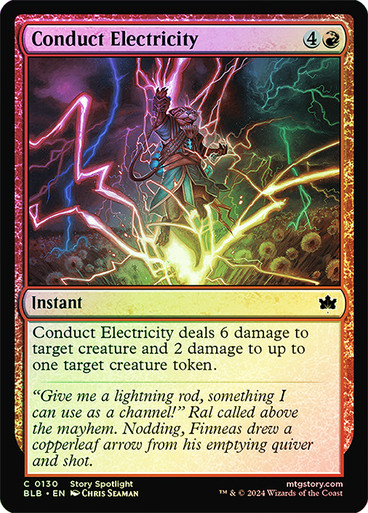 Conduct Electricity 4
Instant
Conduct Electricity deals 6 damage to
target creature and 2 damage to up to
one target creature token.
“Give me a lightning rod, something I
can use as a channel!” Ral called above
the mayhem. Nodding, Finneas drew a
copperleaf arrow from his emptying quiver
and shot.
C 0130 Story Spotlight mtgstory.com
BLB • EN Chris Seaman ™ & © 2024 Wizards of the Coast